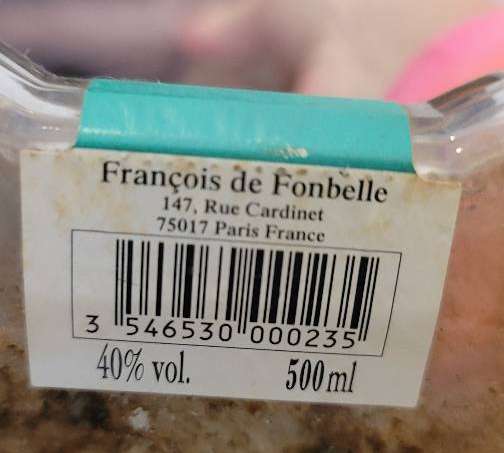 François de Fonbelle
147, Rue Cardinet
75017 Paris France
3 546530 000235
40% vol. 500ml